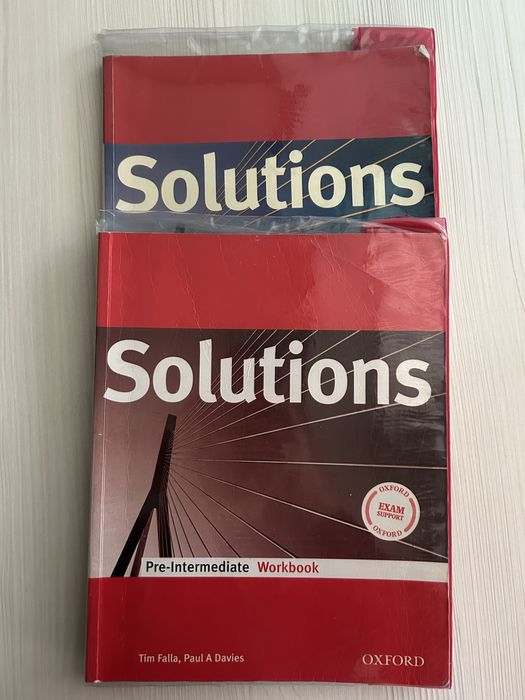 Solutions
Solutions
OXFORD
EXAM
SUPPORT
OXFORD
Pre-Intermediate Workbook
Tim Falla, Paul A Davies
OXFORD